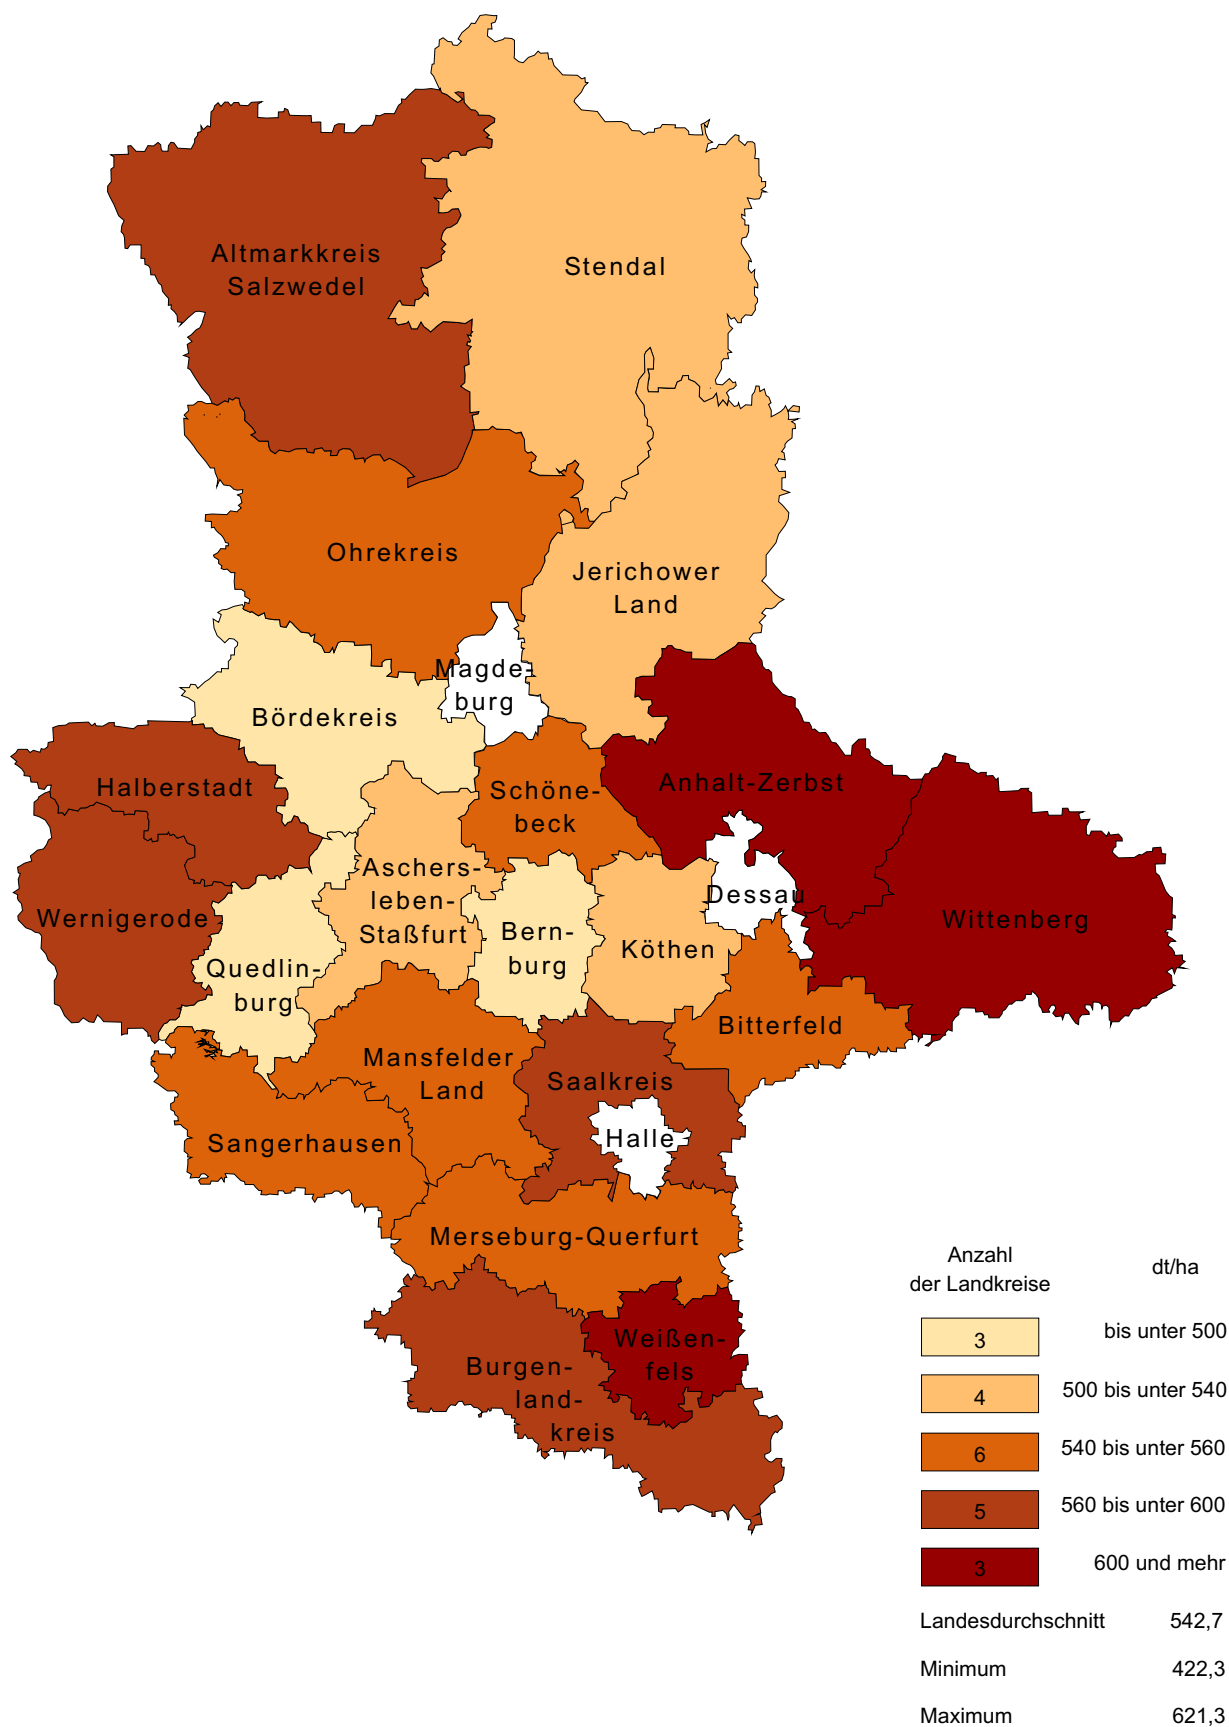 Altmarkkreis
Salzwedel
Stendal
Ohrekreis
Jerichower
Land
Magde-
burg
Bördekreis
Halberstadt
Schöne-
beck
Anhalt-Zerbst
Aschers-
leben-
Staßfurt
Dessau
Wernigerode
Wittenberg
Bern-
burg
Köthen
Quedlin-
burg
Bitterfeld
Mansfelder
Land
Saalkreis
Halle
Sangerhausen
Merseburg-Querfurt
Weißen-
fels
Burgen-
land-
kreis
Anzahl
der Landkreise
dt/ha
3 bis unter 500
4 500 bis unter 540
6 540 bis unter 560
5 560 bis unter 600
3 600 und mehr
Landesdurchschnitt 542,7
Minimum 422,3
Maximum 621,3